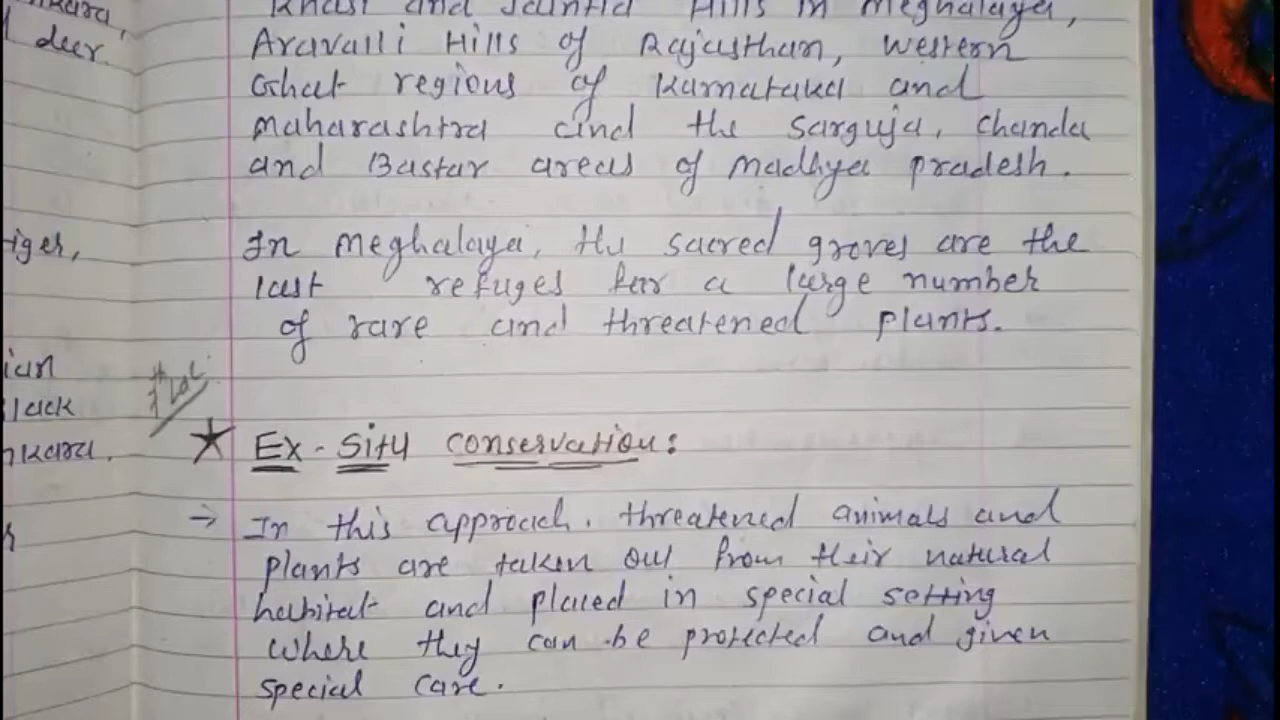 deer.
Khasi and Jaintia Hills in Meghalaya,
Aravalli Hills of Rajasthan, Western
Ghat regions of Karnataka and
Maharashtra and the Sarguja, Chanda
and Bastar areas of Madhya pradesh.
In Meghalaya, the sacred groves are the
last refuges for a large number
of rare and threatened plants.
Ex-Situ conservation:
→ In this approach, threatened animals and
plants are taken out from their natural
habitat and placed in special setting
where they can be protected and given
special care.